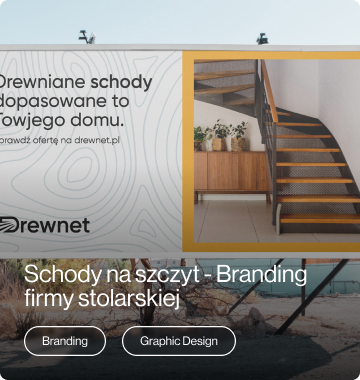 Drewniane schody
dopasowane to
Twojego domu.
prawdź ofertę na drewnet.pl
Drewnet
Schody na szczyt - Branding
firmy stolarskiej
Branding
Graphic Design